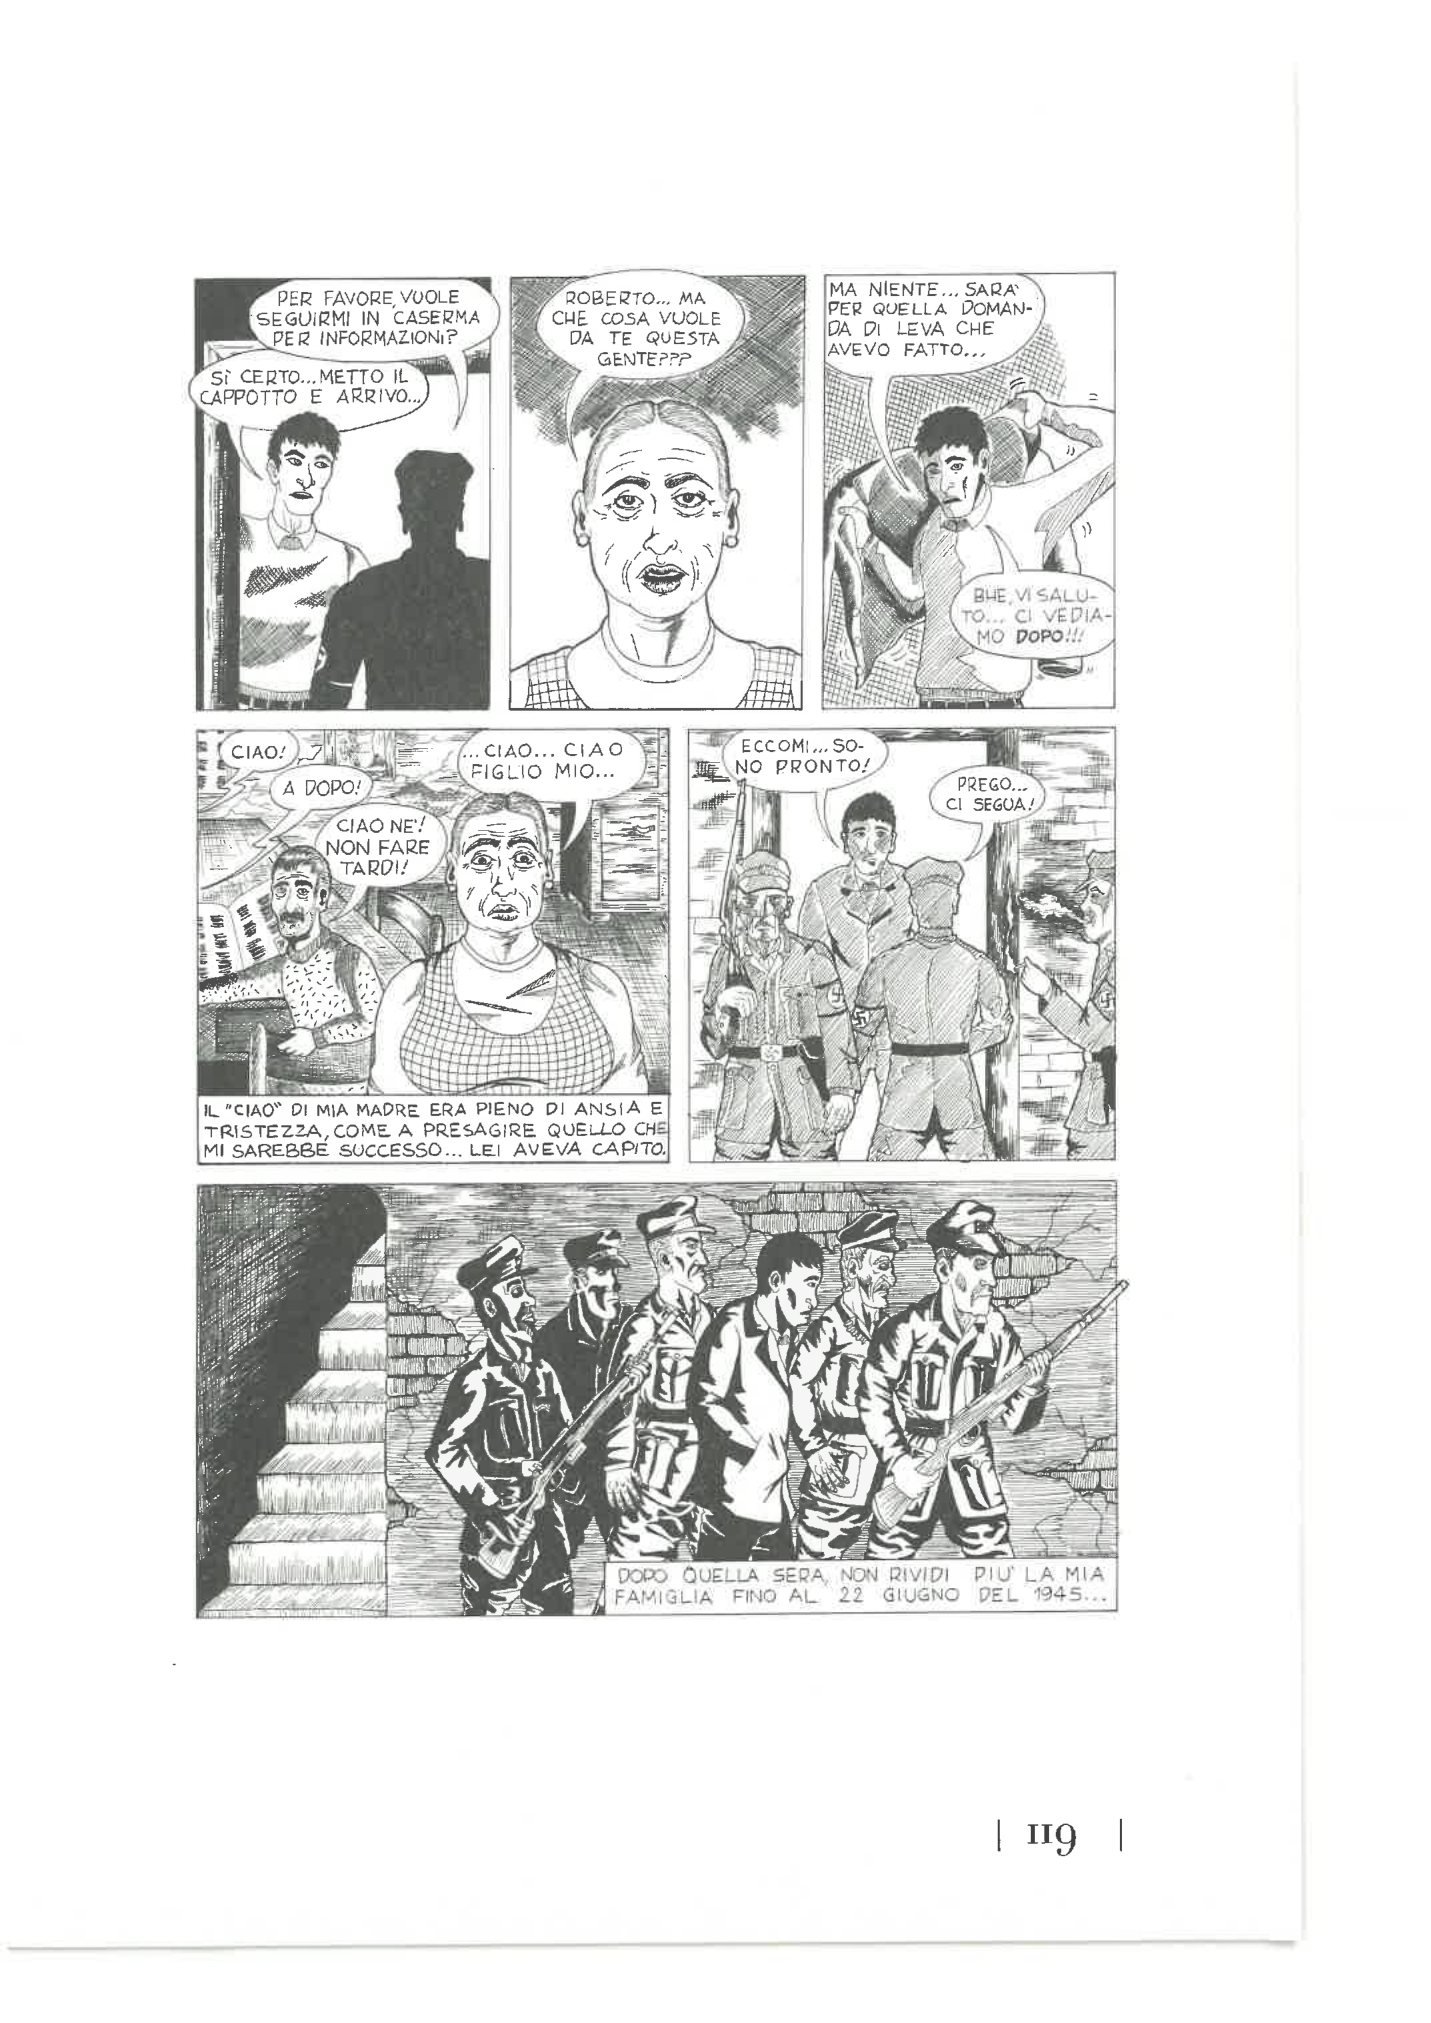 PER FAVORE, VUOLE
SEGUIRMI IN CASERMA
PER INFORMAZIONI?
SÌ CERTO... METTO IL
CAPPOTTO E ARRIVO...
ROBERTO... MA
CHE COSA VUOLE
DA TE QUESTA
GENTE???
MA NIENTE... SARA'
PER QUELLA DOMAN-
DA DI LEVA CHE
AVEVO FATTO...
BHE, VI SALU-
TO... CI VEDIA-
MO DOPO!!!
CIAO!
A DOPO!
CIAO NE'!
NON FARE
TARDI!
...CIAO... CIAO
FIGLIO MIO...
IL "CIAO" DI MIA MADRE ERA PIENO DI ANSIA E
TRISTEZZA, COME A PRESAGIRE QUELLO CHE
MI SAREBBE SUCCESSO... LEI AVEVA CAPITO.
ECCOMI... SO-
NO PRONTO!
PREGO...
CI SEGUA!
DOPO QUELLA SERA, NON RIVIDI PIU' LA MIA
FAMIGLIA FINO AL 22 GIUGNO DEL 1945...
| 119 |